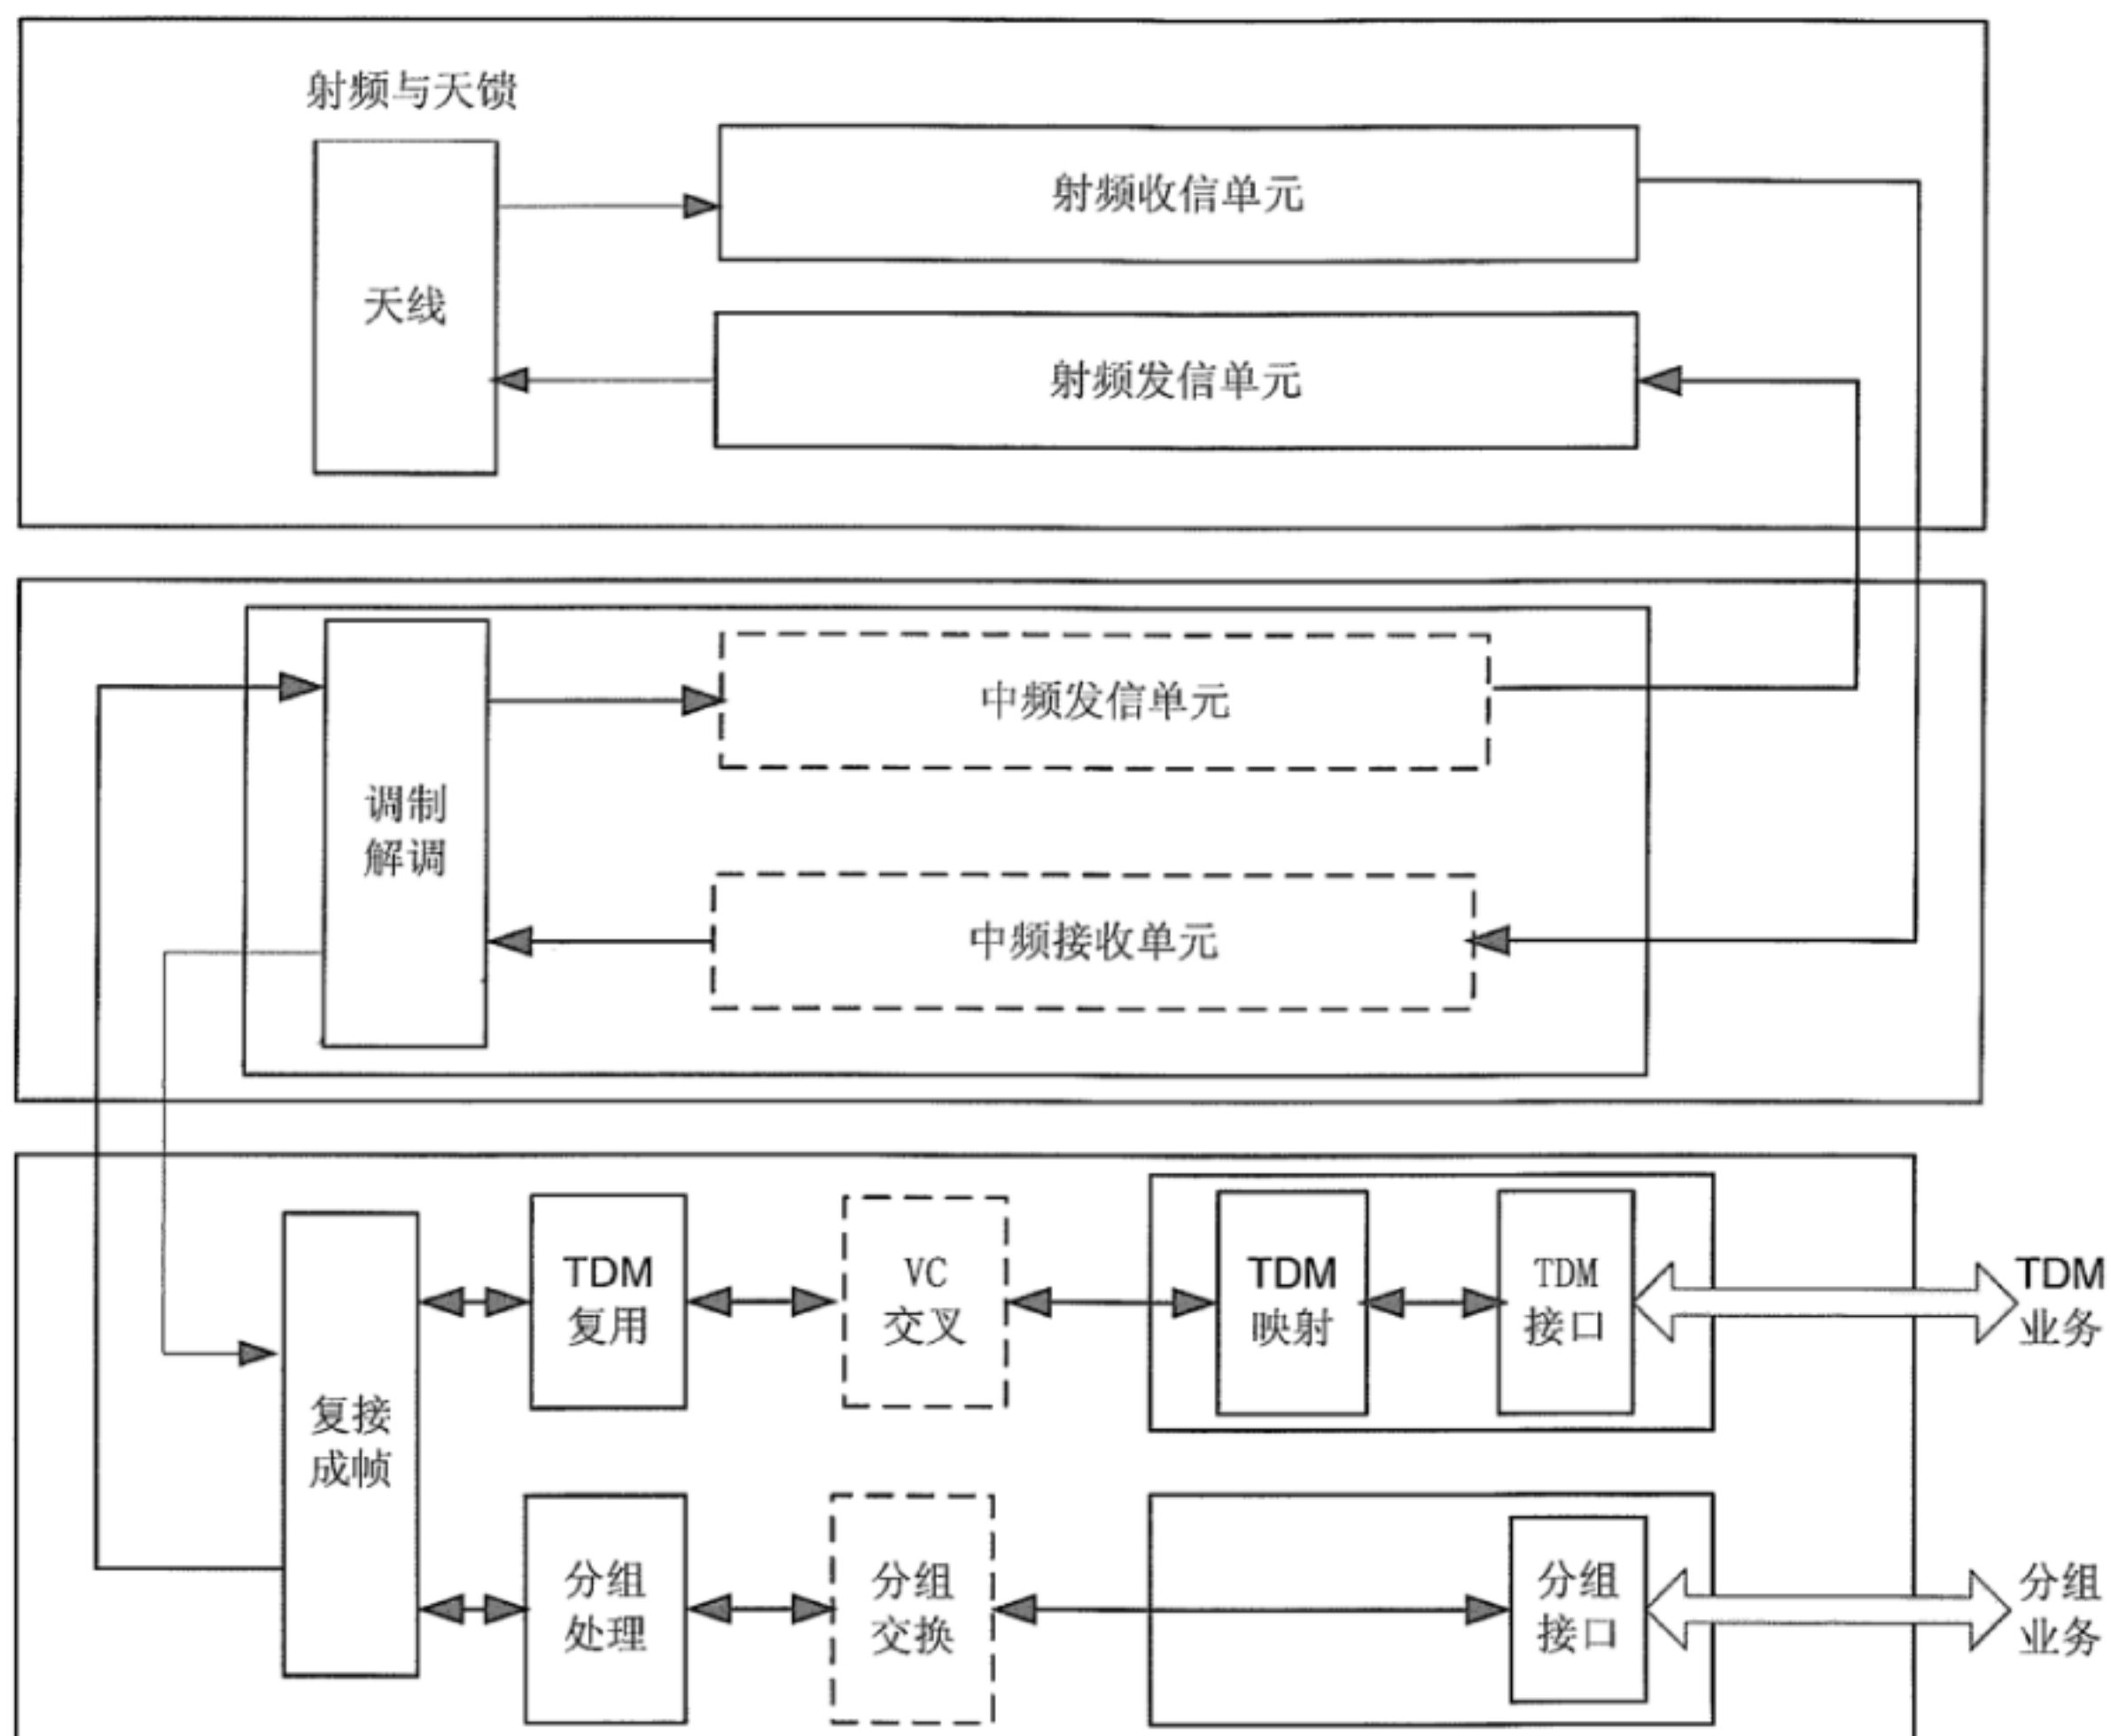 射频与天馈
射频收信单元
天线
射频发信单元
中频发信单元
调制
解调
中频接收单元
TDM
复用
VC
交叉
TDM
映射
TDM
接口
TDM
业务
复接
成帧
分组
处理
分组
交换
分组
接口
分组
业务